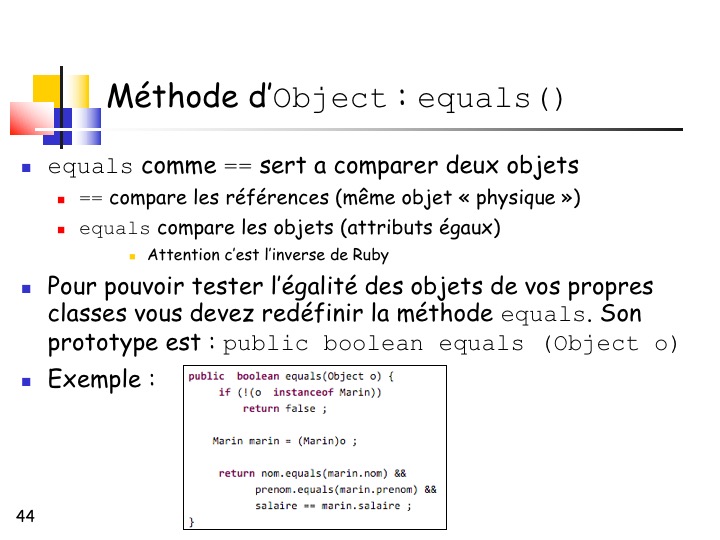 Méthode d’Object : equals()
equals comme == sert a comparer deux objets
== compare les références (même objet « physique »)
equals compare les objets (attributs égaux)
Attention c’est l’inverse de Ruby
Pour pouvoir tester l’égalité des objets de vos propres
classes vous devez redéfinir la méthode equals. Son
prototype est : public boolean equals (Object o)
Exemple :
public boolean equals(Object o) {
if (!(o instanceof Marin))
return false ;
Marin marin = (Marin)o ;
return nom.equals(marin.nom) &&
prenom.equals(marin.prenom) &&
salaire == marin.salaire ;
}
44